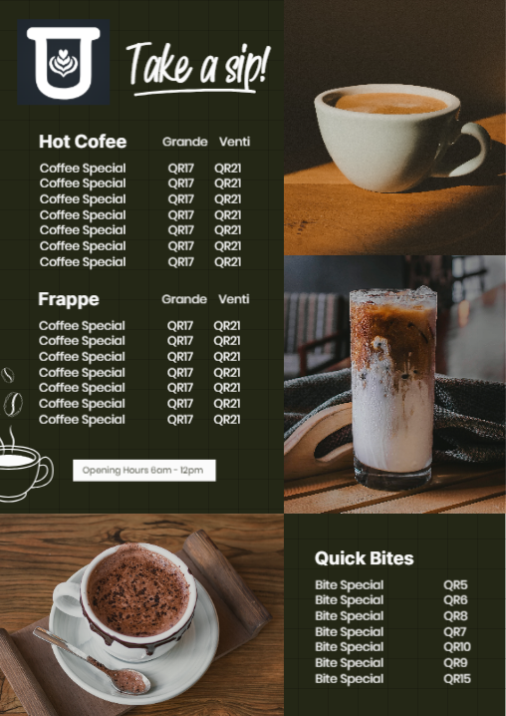 Take a sip!
Hot Cofee Grande Venti
Coffee Special QR17 QR21
Coffee Special QR17 QR21
Coffee Special QR17 QR21
Coffee Special QR17 QR21
Coffee Special QR17 QR21
Coffee Special QR17 QR21
Coffee Special QR17 QR21
Frappe Grande Venti
Coffee Special QR17 QR21
Coffee Special QR17 QR21
Coffee Special QR17 QR21
Coffee Special QR17 QR21
Coffee Special QR17 QR21
Coffee Special QR17 QR21
Coffee Special QR17 QR21
Opening Hours 6am - 12pm
Quick Bites
Bite Special QR5
Bite Special QR6
Bite Special QR8
Bite Special QR7
Bite Special QR10
Bite Special QR9
Bite Special QR15